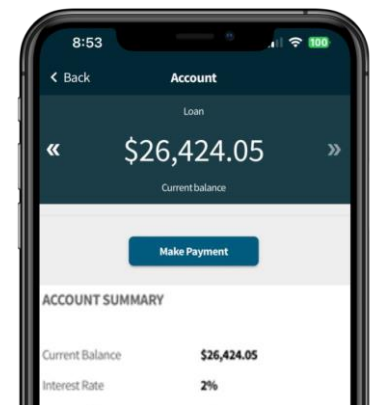 8:53
100
< Back Account
Loan
« $26,424.05 »
Current balance
Make Payment
ACCOUNT SUMMARY
Current Balance $26,424.05
Interest Rate 2%